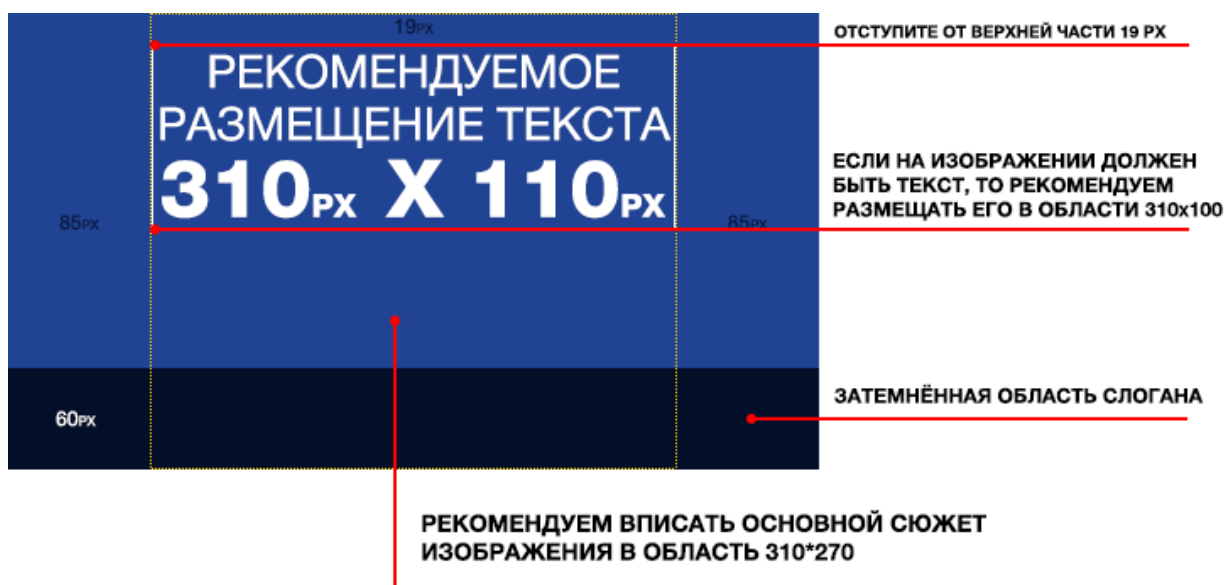 19PX
ОТСТУПИТЕ ОТ ВЕРХНЕЙ ЧАСТИ 19 PX
РЕКОМЕНДУЕМОЕ
РАЗМЕЩЕНИЕ ТЕКСТА
310PX X 110PX
ЕСЛИ НА ИЗОБРАЖЕНИИ ДОЛЖЕН
БЫТЬ ТЕКСТ, ТО РЕКОМЕНДУЕМ
РАЗМЕЩАТЬ ЕГО В ОБЛАСТИ 310x100
85PX
85PX
ЗАТЕМНЁННАЯ ОБЛАСТЬ СЛОГАНА
60PX
РЕКОМЕНДУЕМ ВПИСАТЬ ОСНОВНОЙ СЮЖЕТ
ИЗОБРАЖЕНИЯ В ОБЛАСТЬ 310*270